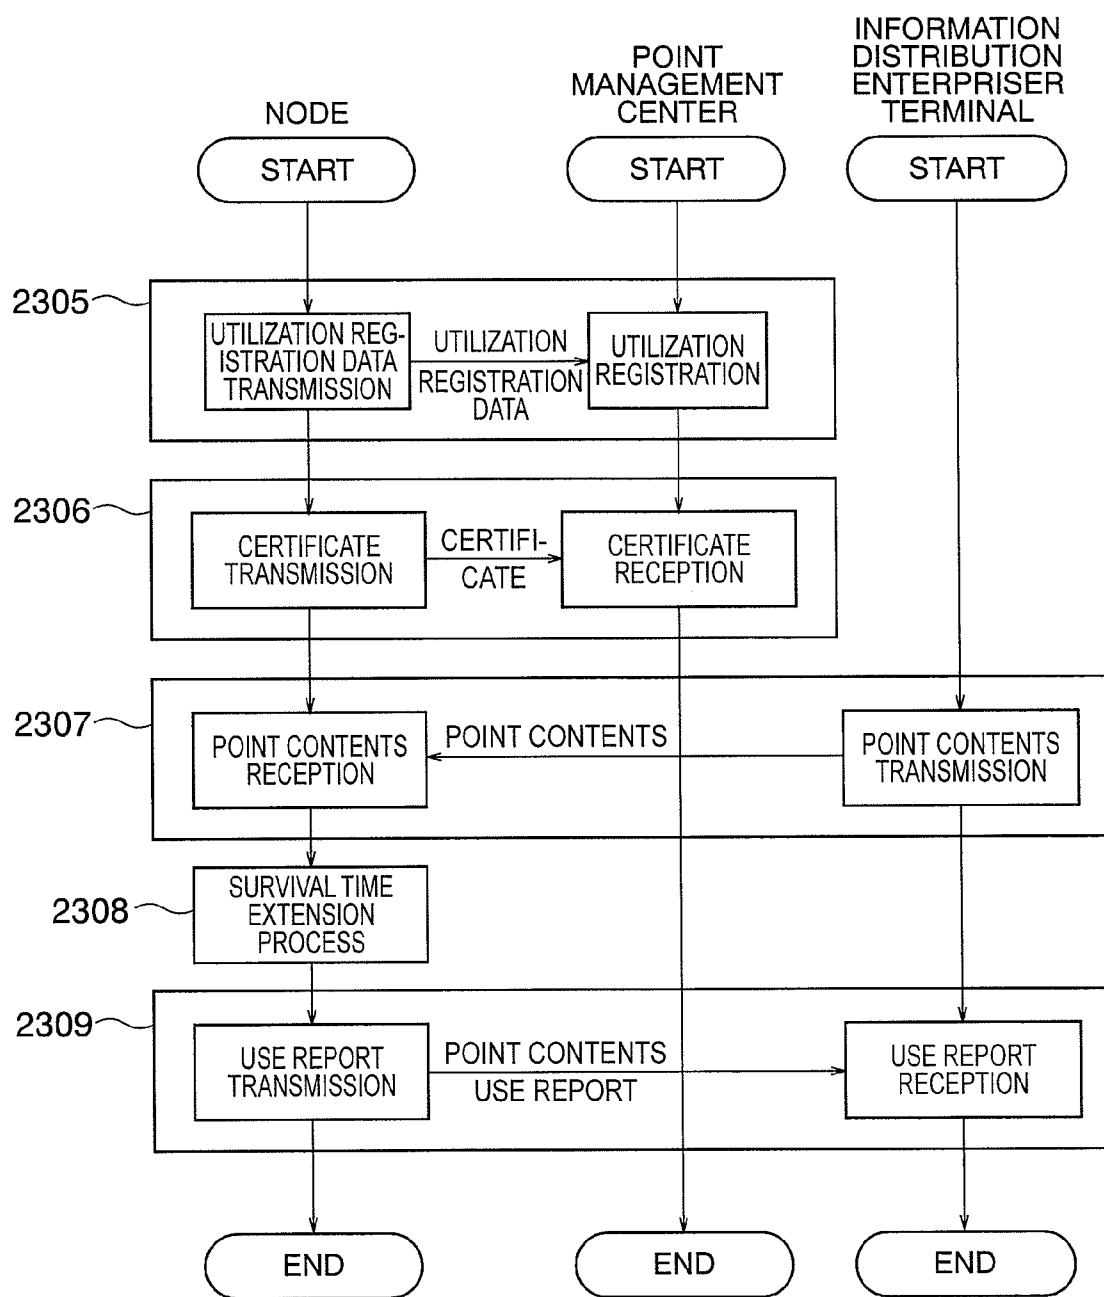 NODE
POINT
MANAGEMENT
CENTER
INFORMATION
DISTRIBUTION
ENTERPRISER
TERMINAL
START
START
START
2305
UTILIZATION REG-
ISTRATION DATA
TRANSMISSION
UTILIZATION
REGISTRATION
DATA
UTILIZATION
REGISTRATION
2306
CERTIFICATE
TRANSMISSION
CERTIFI-
CATE
CERTIFICATE
RECEPTION
2307
POINT CONTENTS
RECEPTION
POINT CONTENTS
POINT CONTENTS
TRANSMISSION
2308
SURVIVAL TIME
EXTENSION
PROCESS
2309
USE REPORT
TRANSMISSION
POINT CONTENTS
USE REPORT
USE REPORT
RECEPTION
END
END
END